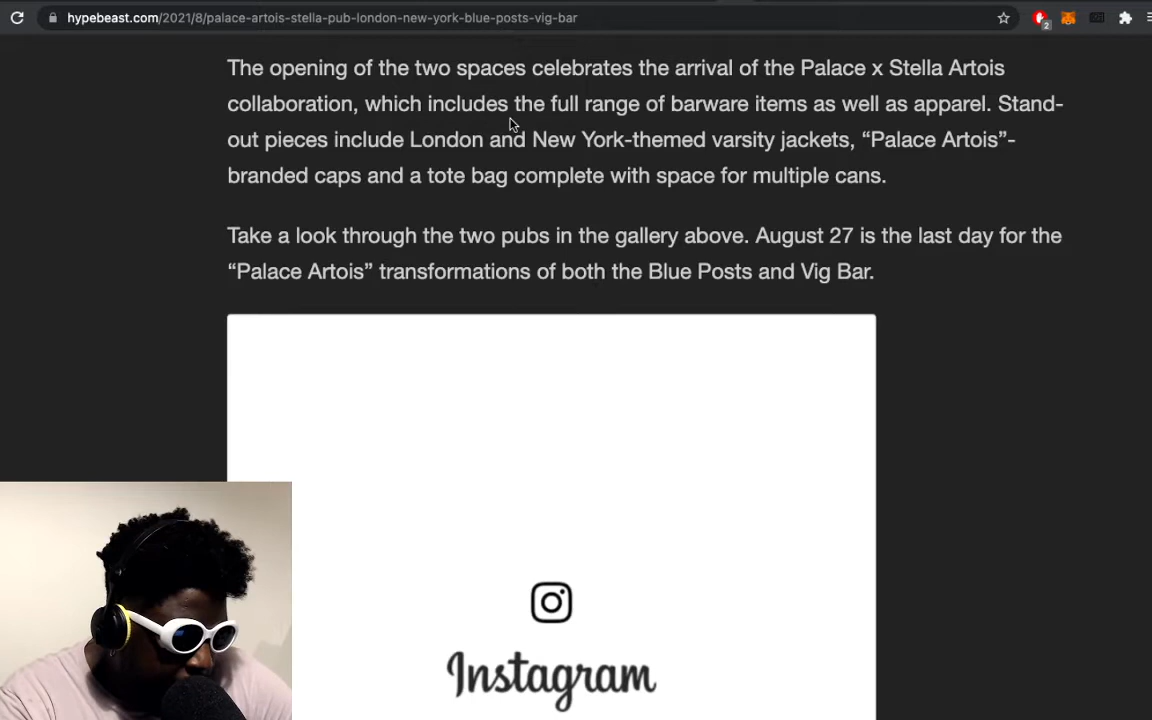 hypebeast.com/2021/8/palace-artois-stella-pub-london-new-york-blue-posts-vig-bar
2
The opening of the two spaces celebrates the arrival of the Palace x Stella Artois
collaboration, which includes the full range of barware items as well as apparel. Stand-
out pieces include London and New York-themed varsity jackets, “Palace Artois”-
branded caps and a tote bag complete with space for multiple cans.
Take a look through the two pubs in the gallery above. August 27 is the last day for the
“Palace Artois” transformations of both the Blue Posts and Vig Bar.
Instagram